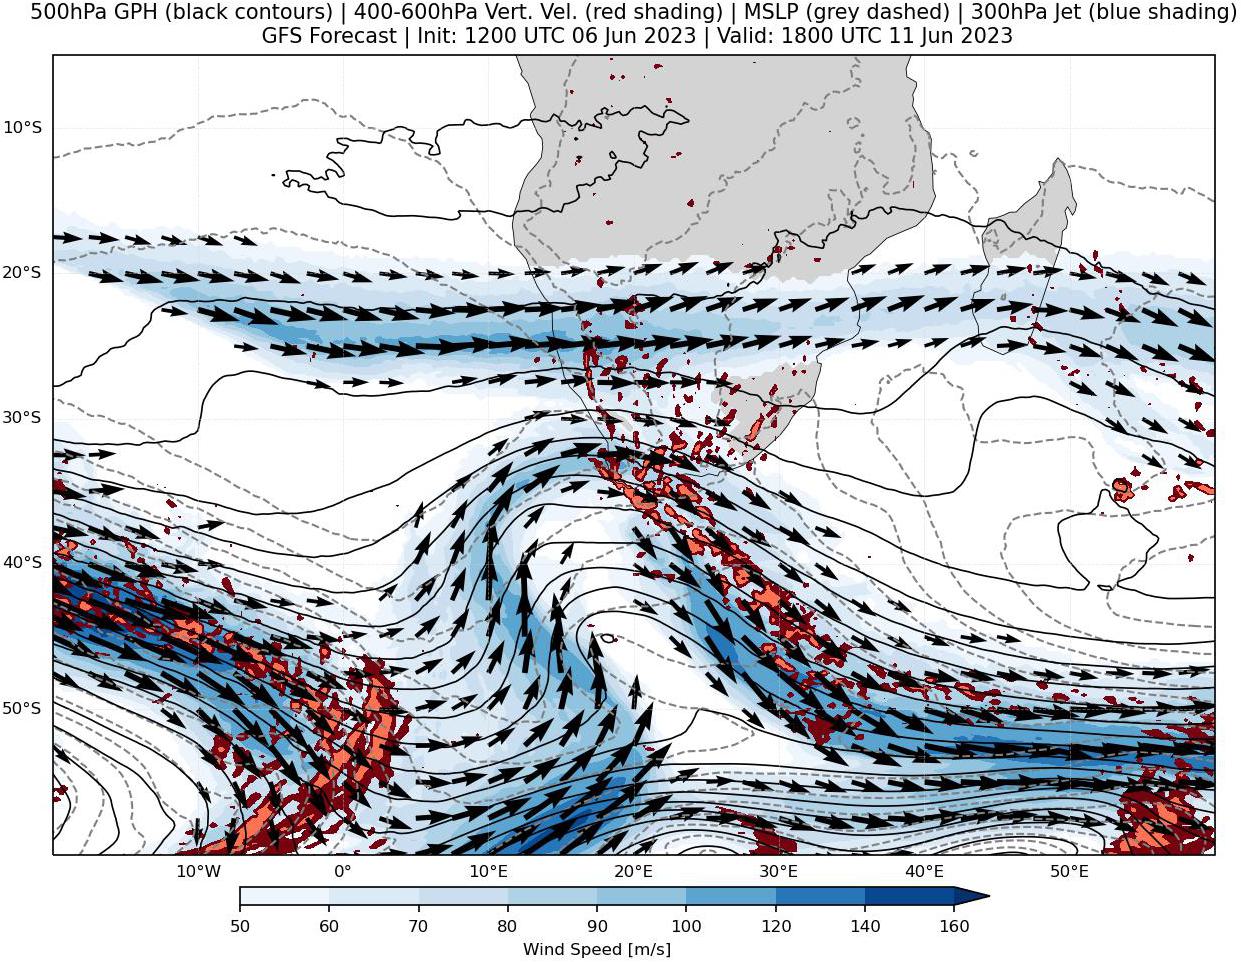 500hPa GPH (black contours) | 400-600hPa Vert. Vel. (red shading) | MSLP (grey dashed) | 300hPa Jet (blue shading)
GFS Forecast | Init: 1200 UTC 06 Jun 2023 | Valid: 1800 UTC 11 Jun 2023
10°S
20°S
30°S
40°S
50°S
10°W 0° 10°E 20°E 30°E 40°E 50°E
50 60 70 80 90 100 120 140 160
Wind Speed [m/s]